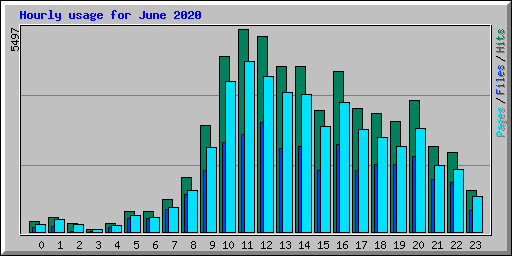 Hourly usage for June 2020
5497
Pages / Files / Hits
0 1 2 3 4 5 6 7 8 9 10 11 12 13 14 15 16 17 18 19 20 21 22 23